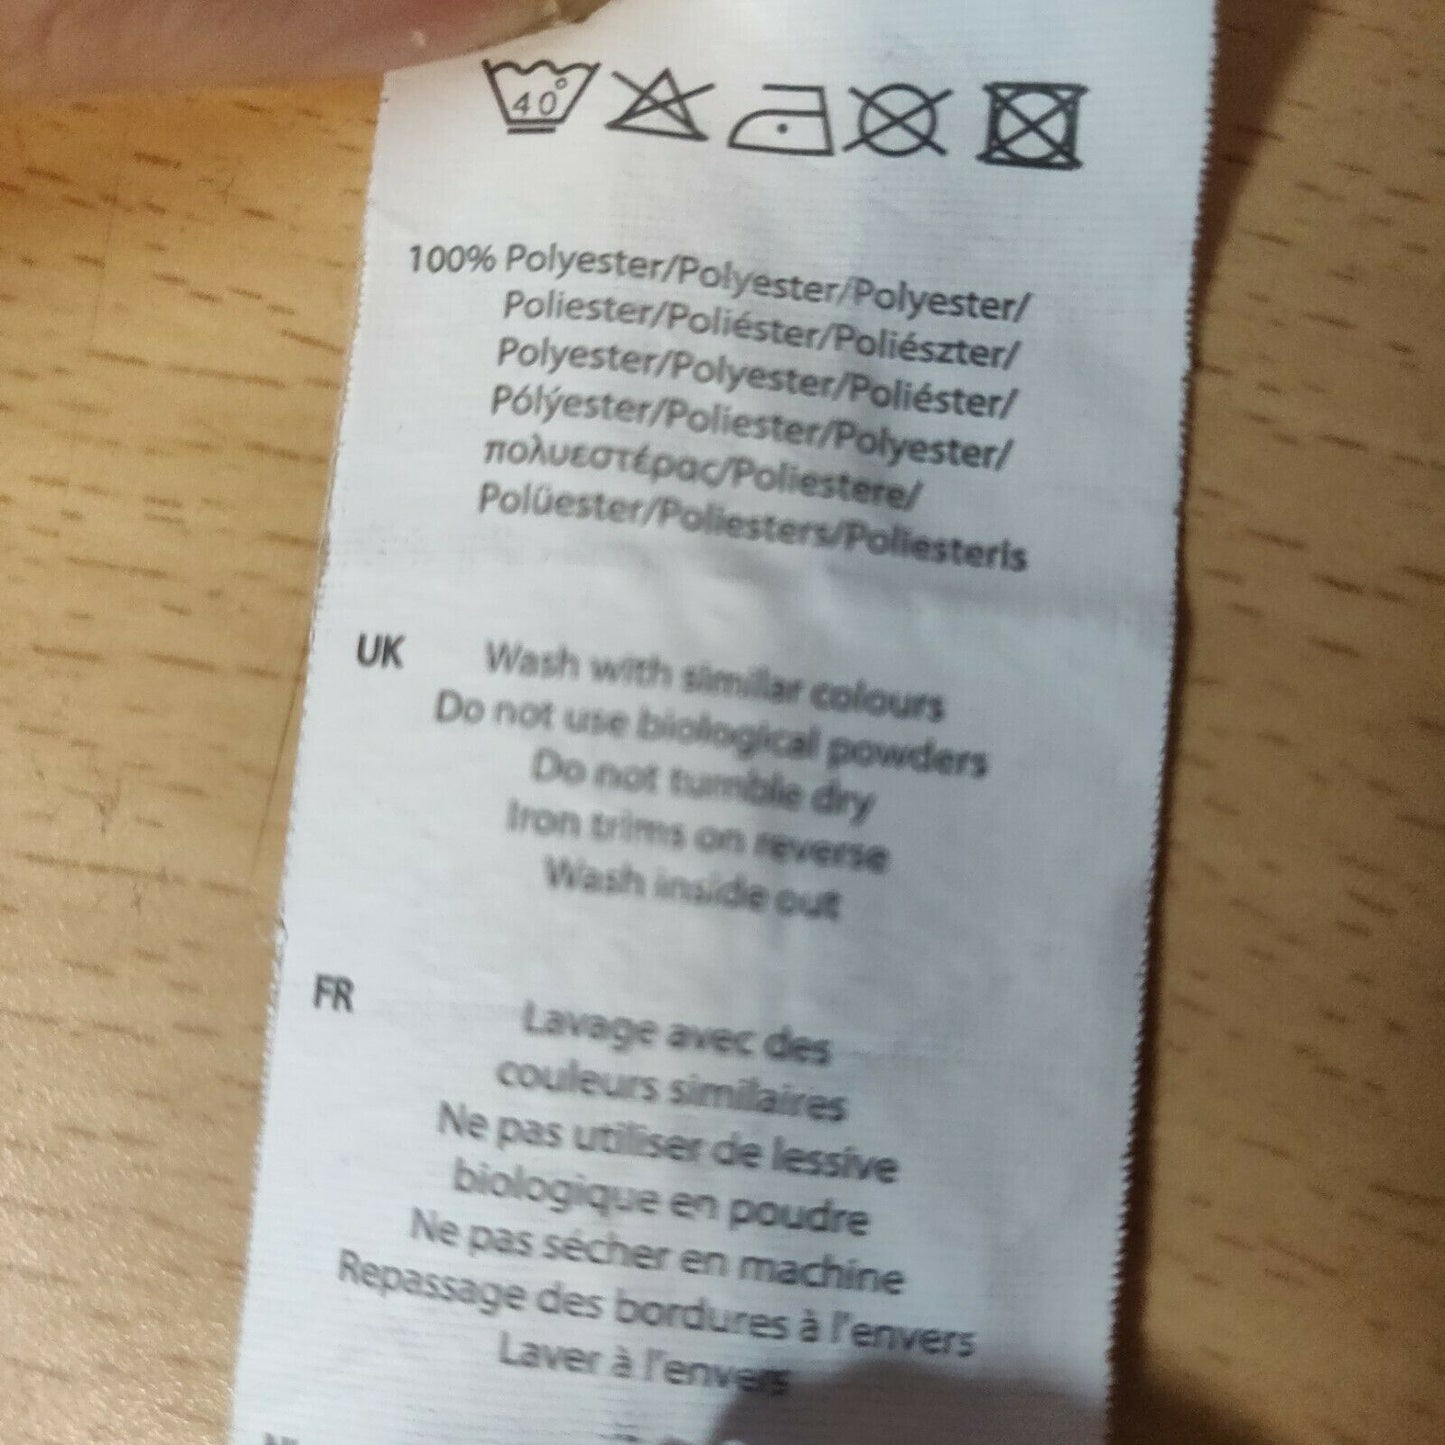 40°
100% Polyester/Polyester/Polyester/
Poliester/Poliéster/Poliészter/
Polyester/Polyester/Poliéster/
Pólýester/Poliester/Polyester/
πολυεστέρας/Poliestere/
Polüester/Poliesters/Poliesteris
UK Wash with similar colours
Do not use biological powders
Do not tumble dry
Iron trims on reverse
Wash inside out
FR Lavage avec des
couleurs similaires
Ne pas utiliser de lessive
biologique en poudre
Ne pas sécher en machine
Repassage des bordures à l'envers
Laver à l'envers